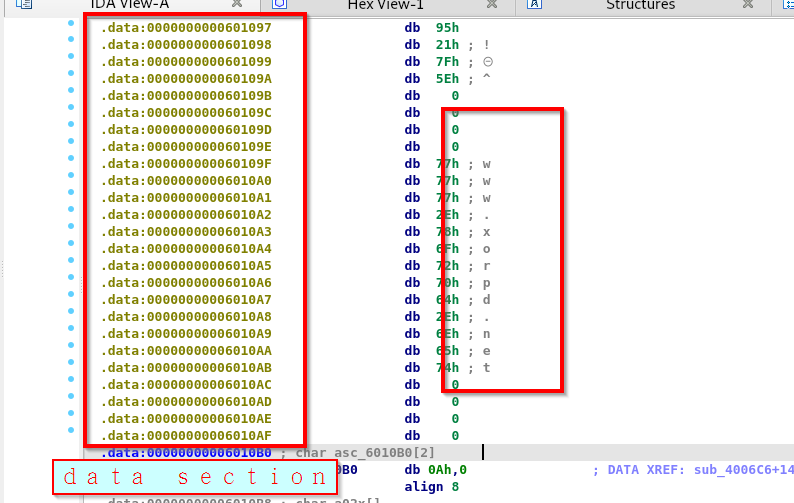 IDA View-A Hex View-1 Structures
.data:0000000000601097 db 95h
.data:0000000000601098 db 21h ; !
.data:0000000000601099 db 7Fh ;
.data:000000000060109A db 5Eh ; ^
.data:000000000060109B db 0
.data:000000000060109C db 0
.data:000000000060109D db 0
.data:000000000060109E db 0
.data:000000000060109F db 77h ; w
.data:00000000006010A0 db 77h ; w
.data:00000000006010A1 db 77h ; w
.data:00000000006010A2 db 2Eh ; .
.data:00000000006010A3 db 78h ; x
.data:00000000006010A4 db 6Fh ; o
.data:00000000006010A5 db 72h ; r
.data:00000000006010A6 db 70h ; p
.data:00000000006010A7 db 64h ; d
.data:00000000006010A8 db 2Eh ; .
.data:00000000006010A9 db 6Eh ; n
.data:00000000006010AA db 65h ; e
.data:00000000006010AB db 74h ; t
.data:00000000006010AC db 0
.data:00000000006010AD db 0
.data:00000000006010AE db 0
.data:00000000006010AF db 0
.data:00000000006010B0 ; char asc_6010B0[2]
data section
0B0 db 0Ah,0 ; DATA XREF: sub_4006C6+14
align 8